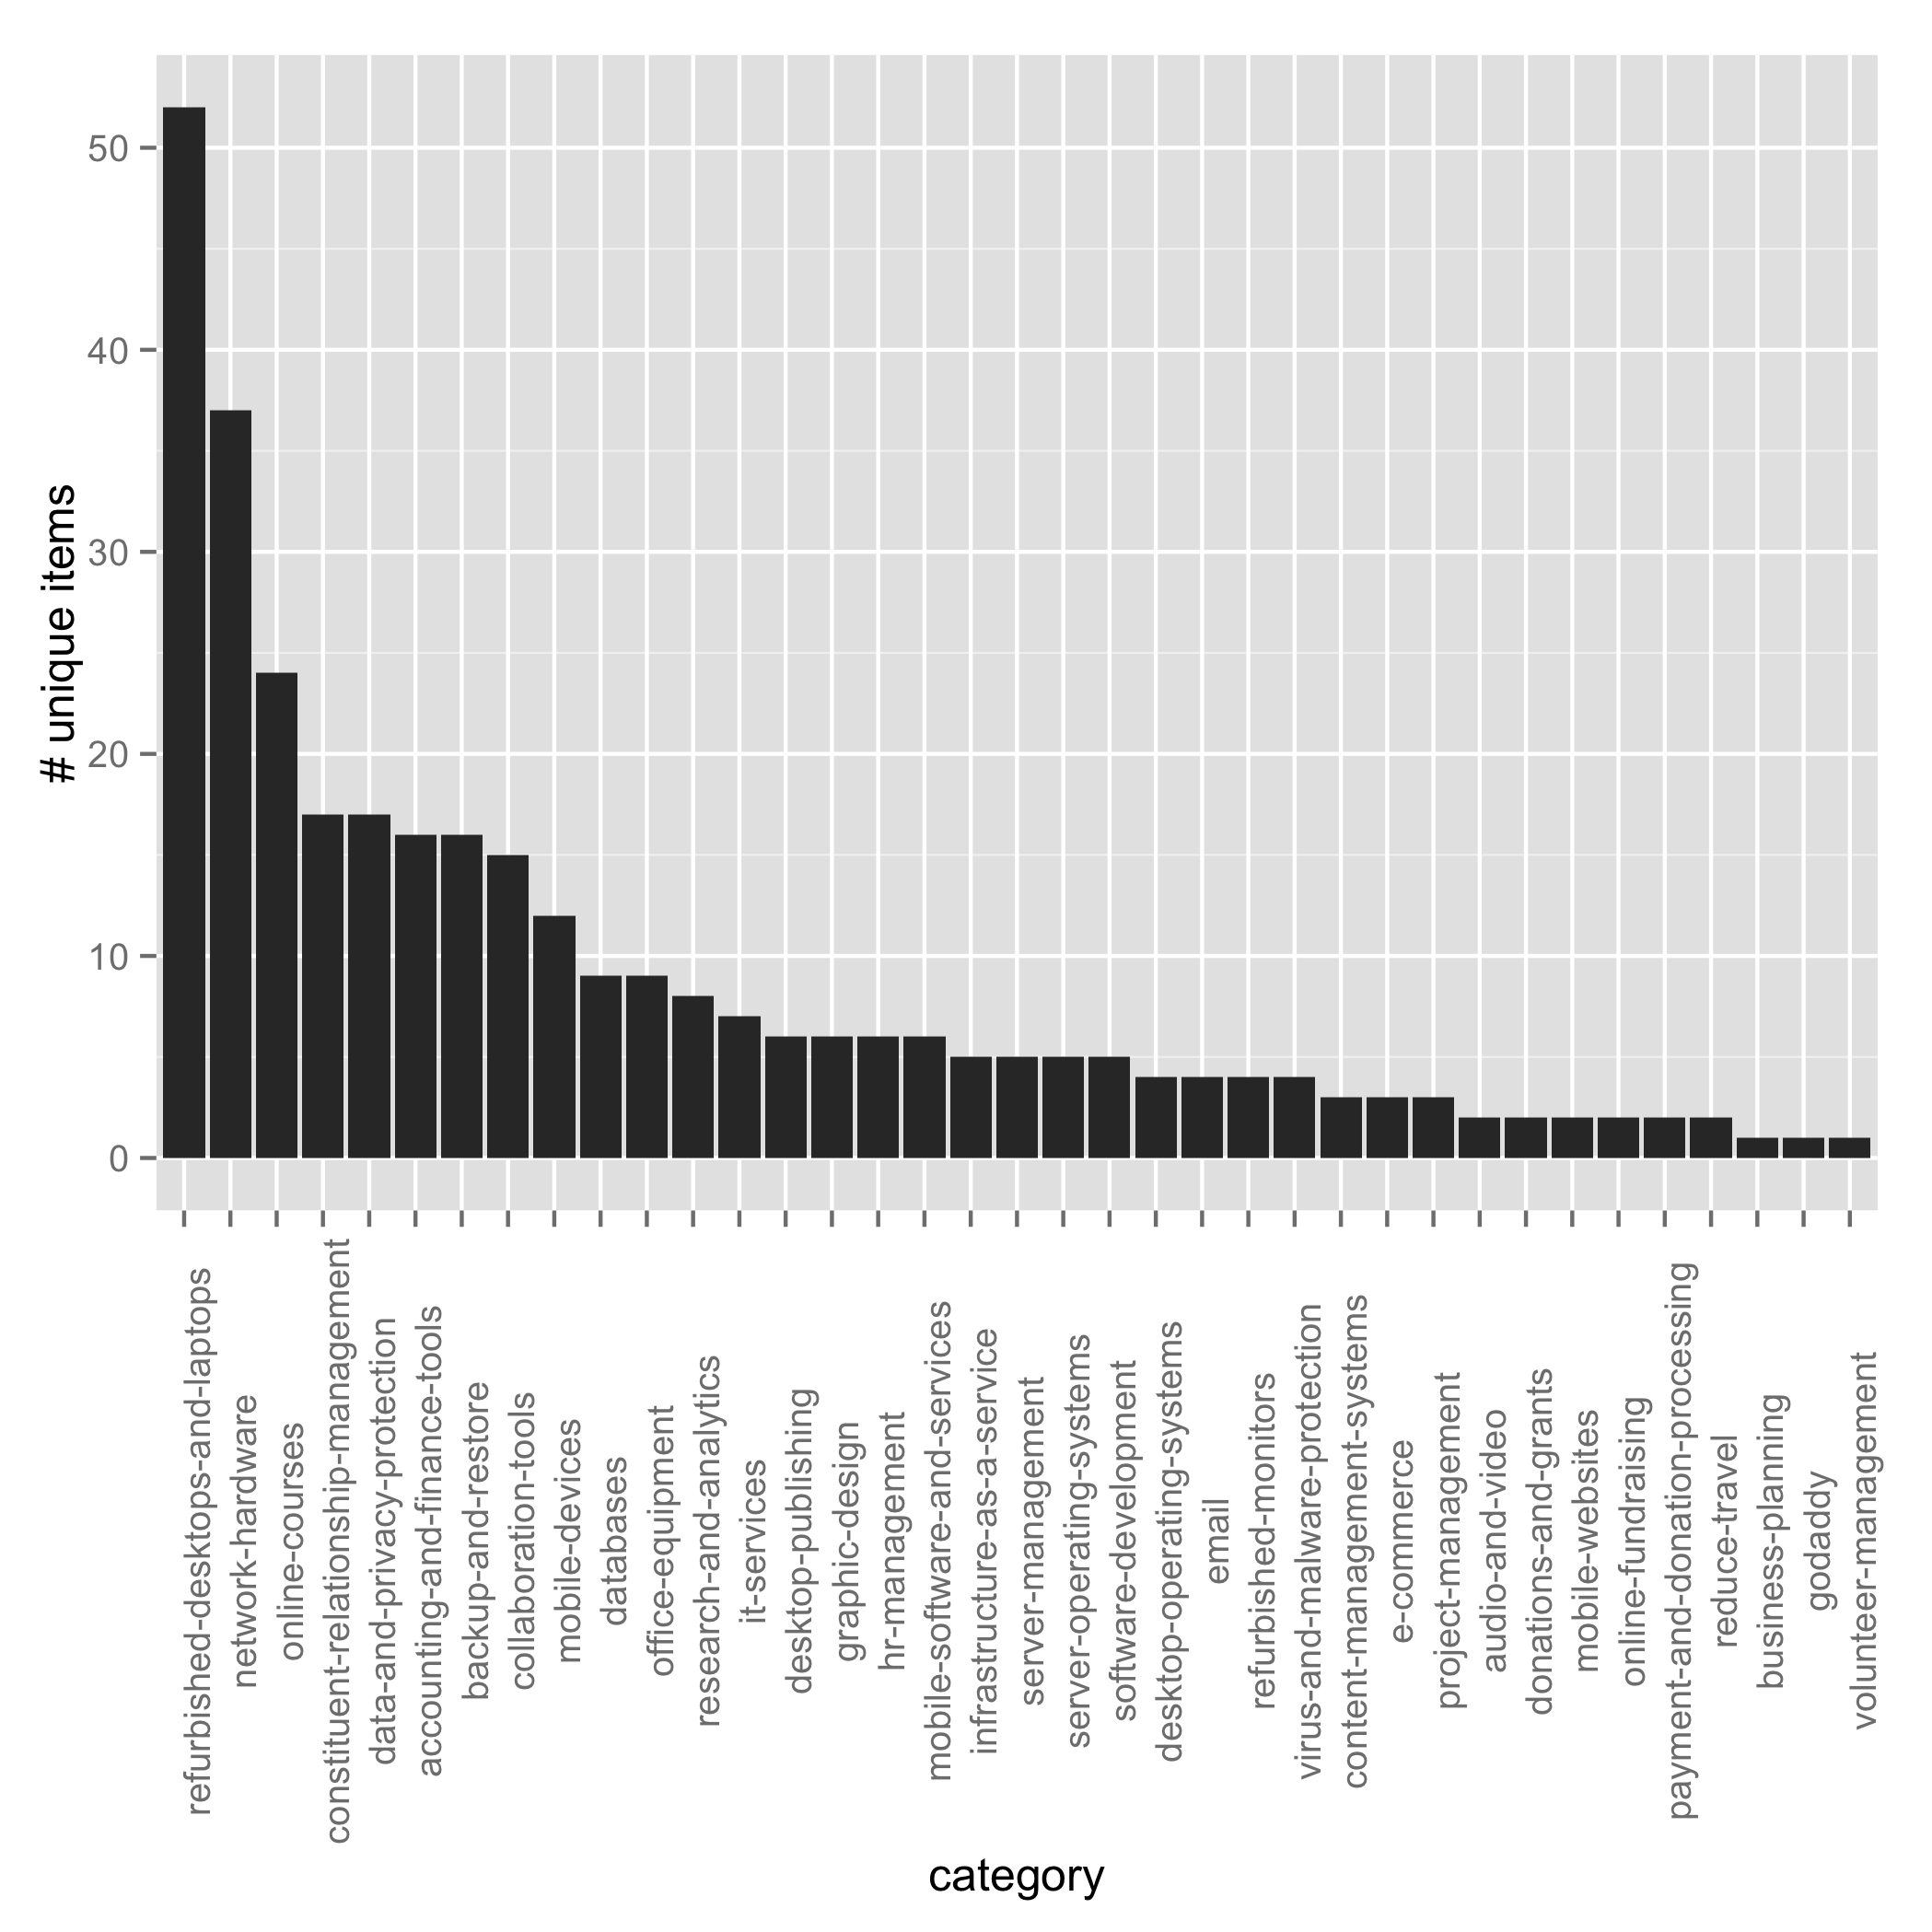 # unique items
50
40
30
20
10
0
refurbished-desktops-and-laptops
network-hardware
online-courses
constituent-relationship-management
data-and-privacy-protection
accounting-and-finance-tools
backup-and-restore
collaboration-tools
mobile-devices
databases
office-equipment
research-and-analytics
it-services
desktop-publishing
graphic-design
hr-management
mobile-software-and-services
infrastructure-as-a-service
server-management
server-operating-systems
software-development
desktop-operating-systems
email
refurbished-monitors
virus-and-malware-protection
content-management-systems
e-commerce
project-management
audio-and-video
donations-and-grants
mobile-websites
online-fundraising
payment-and-donation-processing
reduce-travel
business-planning
godaddy
volunteer-management
category